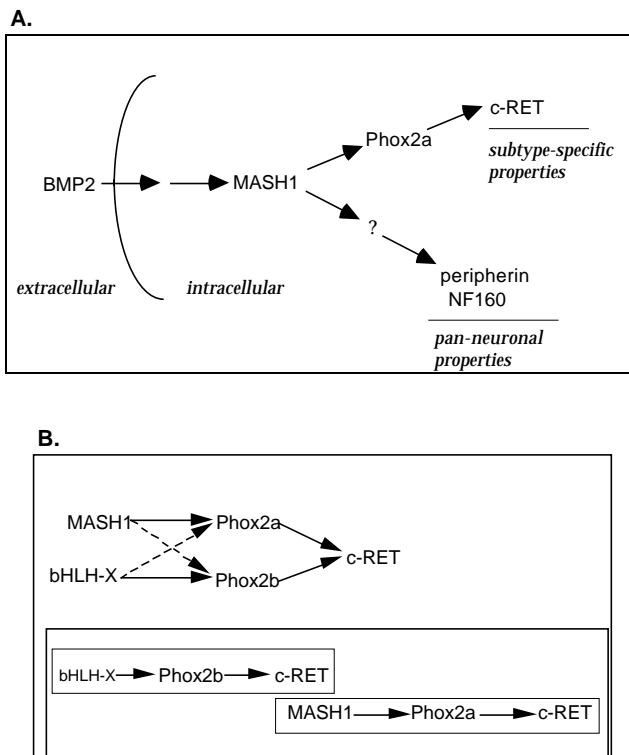 A.
c-RET
Phox2a
subtype-specific
properties
BMP2
MASH1
?
peripherin
NF160
extracellular
intracellular
pan-neuronal
properties
B.
MASH1
Phox2a
c-RET
bHLH-X
Phox2b
bHLH-X
Phox2b
c-RET
MASH1
Phox2a
c-RET